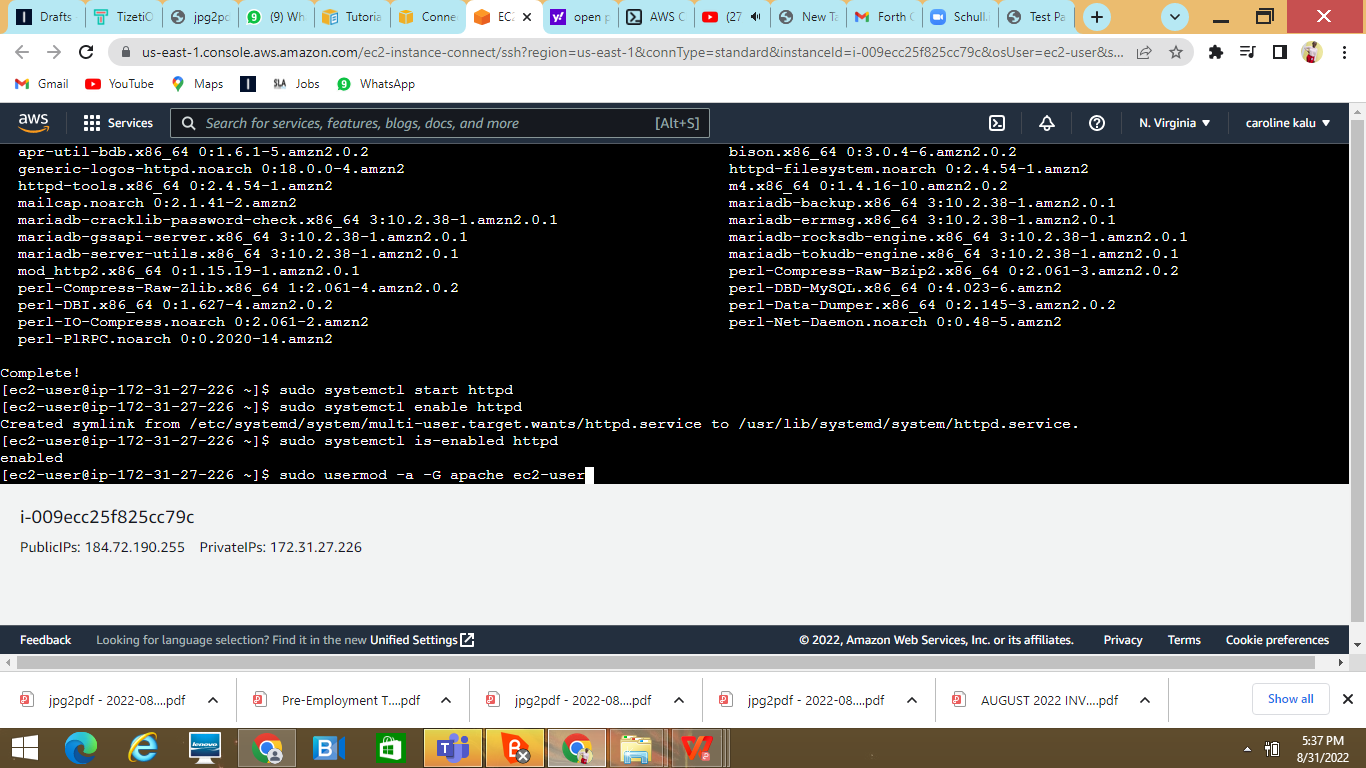 Drafts
TizetiO
jpg2pd
(9) Wh
Tutoria
Connec
EC2
open p
AWS C
(27
New Ta
Forth C
Schull.i
Test Pa
us-east-1.console.aws.amazon.com/ec2-instance-connect/ssh?region=us-east-1&connType=standard&instanceId=i-009ecc25f825cc79c&osUser=ec2-user&s...
Gmail YouTube Maps SLA Jobs WhatsApp
aws Services Search for services, features, blogs, docs, and more [Alt+S] N. Virginia caroline kalu
apr-util-bdb.x86_64 0:1.6.1-5.amzn2.0.2 bison.x86_64 0:3.0.4-6.amzn2.0.2
generic-logos-httpd.noarch 0:18.0.0-4.amzn2 httpd-filesystem.noarch 0:2.4.54-1.amzn2
httpd-tools.x86_64 0:2.4.54-1.amzn2 m4.x86_64 0:1.4.16-10.amzn2.0.2
mailcap.noarch 0:2.1.41-2.amzn2 mariadb-backup.x86_64 3:10.2.38-1.amzn2.0.1
mariadb-cracklib-password-check.x86_64 3:10.2.38-1.amzn2.0.1 mariadb-errmsg.x86_64 3:10.2.38-1.amzn2.0.1
mariadb-gssapi-server.x86_64 3:10.2.38-1.amzn2.0.1 mariadb-rocksdb-engine.x86_64 3:10.2.38-1.amzn2.0.1
mariadb-server-utils.x86_64 3:10.2.38-1.amzn2.0.1 mariadb-tokudb-engine.x86_64 3:10.2.38-1.amzn2.0.1
mod_http2.x86_64 0:1.15.19-1.amzn2.0.1 perl-Compress-Raw-Bzip2.x86_64 0:2.061-3.amzn2.0.2
perl-Compress-Raw-Zlib.x86_64 1:2.061-4.amzn2.0.2 perl-DBD-MySQL.x86_64 0:4.023-6.amzn2
perl-DBI.x86_64 0:1.627-4.amzn2.0.2 perl-Data-Dumper.x86_64 0:2.145-3.amzn2.0.2
perl-IO-Compress.noarch 0:2.061-2.amzn2 perl-Net-Daemon.noarch 0:0.48-5.amzn2
perl-PlRPC.noarch 0:0.2020-14.amzn2
Complete!
[ec2-user@ip-172-31-27-226 ~]$ sudo systemctl start httpd
[ec2-user@ip-172-31-27-226 ~]$ sudo systemctl enable httpd
Created symlink from /etc/systemd/system/multi-user.target.wants/httpd.service to /usr/lib/systemd/system/httpd.service.
[ec2-user@ip-172-31-27-226 ~]$ sudo systemctl is-enabled httpd
enabled
[ec2-user@ip-172-31-27-226 ~]$ sudo usermod -a -G apache ec2-user
i-009ecc25f825cc79c
PublicIPs: 184.72.190.255 PrivateIPs: 172.31.27.226
Feedback Looking for language selection? Find it in the new Unified Settings © 2022, Amazon Web Services, Inc. or its affiliates. Privacy Terms Cookie preferences
jpg2pdf - 2022-08....pdf Pre-Employment T....pdf jpg2pdf - 2022-08....pdf jpg2pdf - 2022-08....pdf AUGUST 2022 INV....pdf Show all
lenovo
5:37 PM
8/31/2022